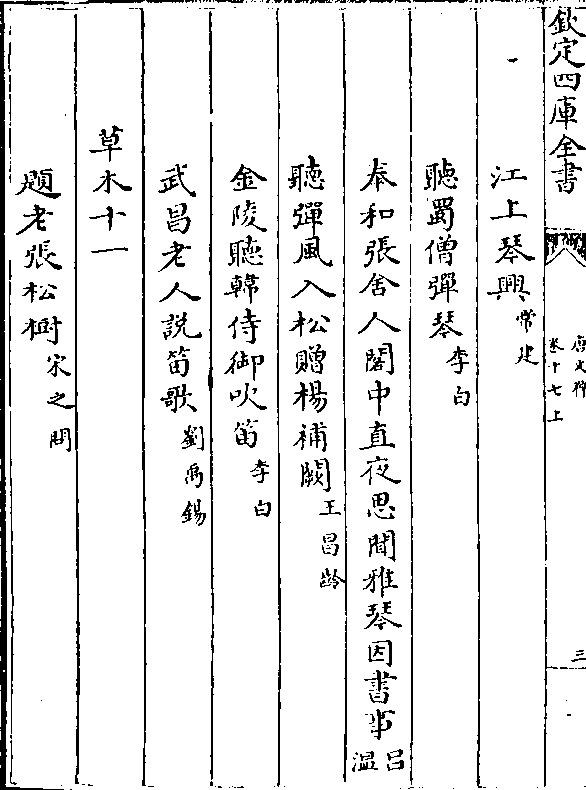 欽定四庫全書
唐文粹
卷十七上
三
江上琴興常建
聽蜀僧彈琴李白
奉和張舍人閣中直夜思聞雅琴因書事呂溫
聽彈風入松贈楊補闕王昌齡
金陵聽韓侍御吹笛李白
武昌老人説笛歌劉禹錫
草木十一
題老張松樹宋之問